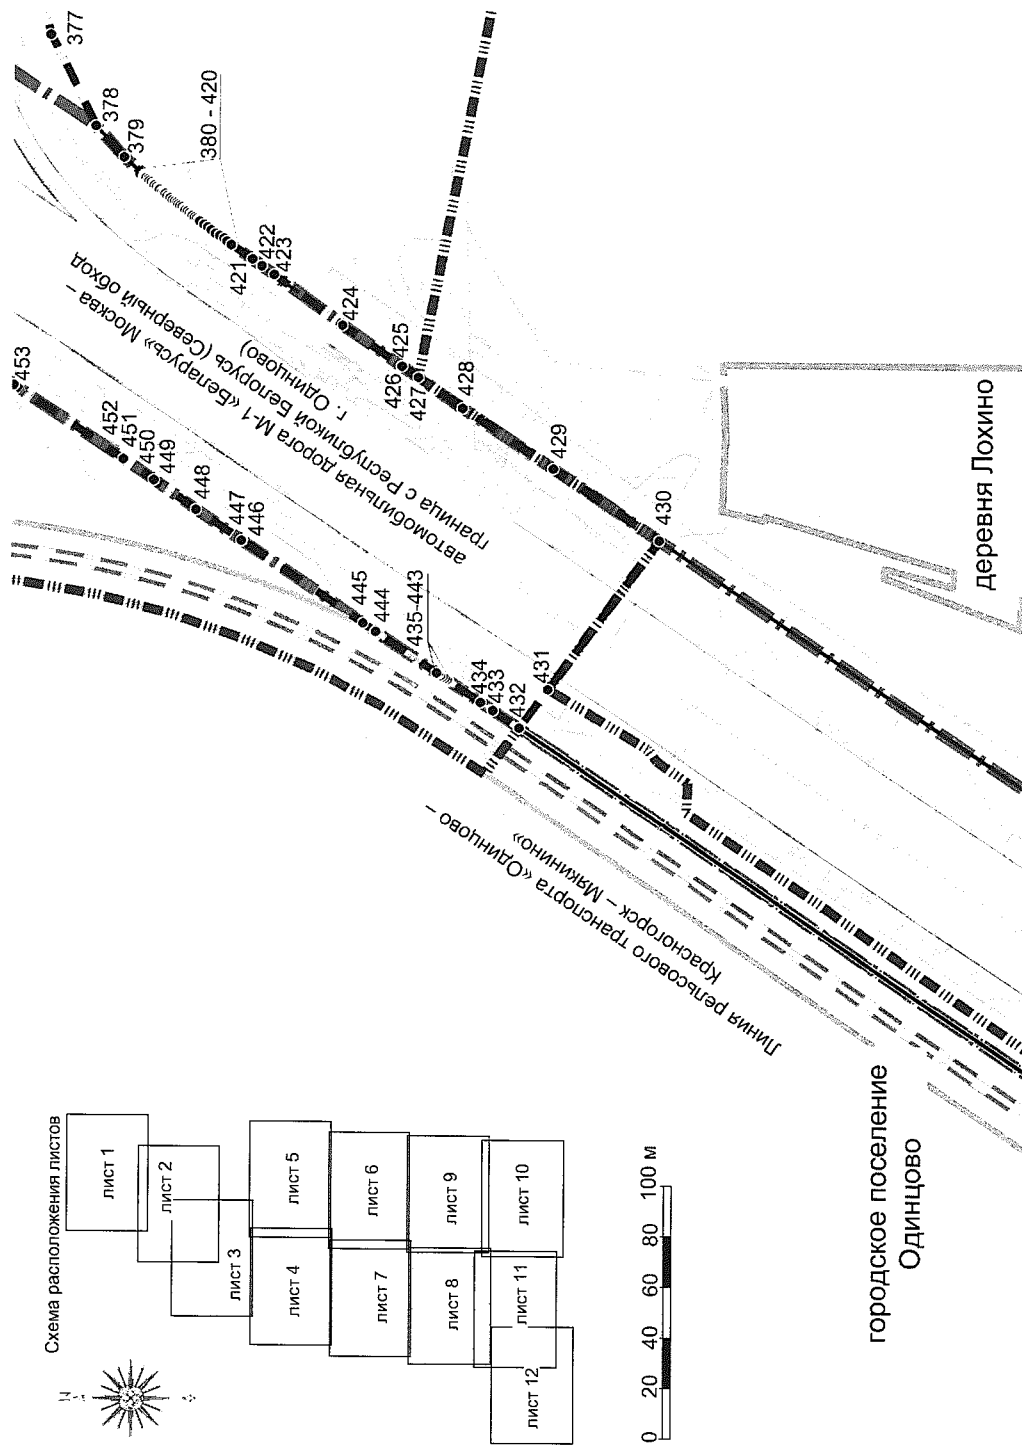 Схема расположения листов
N
лист 1
лист 2
лист 3
лист 4
лист 5
лист 6
лист 7
лист 8
лист 9
лист 10
лист 11
лист 12
0 20 40 60 80 100 м
городское поселение
Одинцово
деревня Лохино
Линия рельсового транспорта «Одинцово –
Красногорск – Мякинино»
автомобильная дорога М-1 «Беларусь» Москва –
граница с Республикой Белорусь (Северный обход
г. Одинцово)
377
378
379
380 - 420
421
422
423
424
425
426
427
428
429
430
431
432
433
434
435-443
444
445
446
447
448
449
450
451
452
453